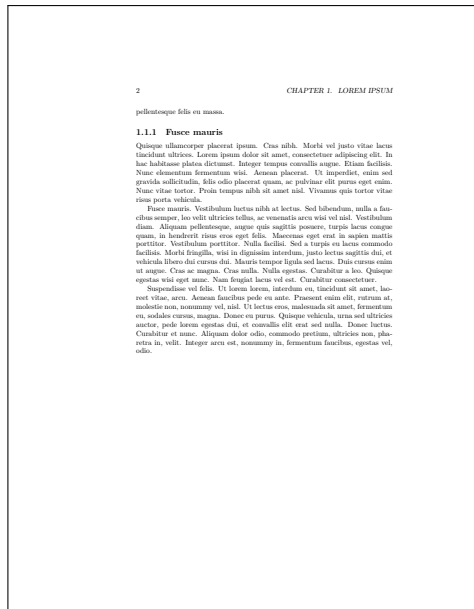 2 CHAPTER 1. LOREM IPSUM
pellentesque felis eu massa.
1.1.1 Fusce mauris
Quisque ullamcorper placerat ipsum. Cras nibh. Morbi vel justo vitae lacus
tincidunt ultrices. Lorem ipsum dolor sit amet, consectetuer adipiscing elit. In
hac habitasse platea dictumst. Integer tempus convallis augue. Etiam facilisis.
Nunc elementum fermentum wisi. Aenean placerat. Ut imperdiet, enim sed
gravida sollicitudin, felis odio placerat quam, ac pulvinar elit purus eget enim.
Nunc vitae tortor. Proin tempus nibh sit amet nisl. Vivamus quis tortor vitae
risus porta vehicula.
Fusce mauris. Vestibulum luctus nibh at lectus. Sed bibendum, nulla a fau-
cibus semper, leo velit ultricies tellus, ac venenatis arcu wisi vel nisl. Vestibulum
diam. Aliquam pellentesque, augue quis sagittis posuere, turpis lacus congue
quam, in hendrerit risus eros eget felis. Maecenas eget erat in sapien mattis
porttitor. Vestibulum porttitor. Nulla facilisi. Sed a turpis eu lacus commodo
facilisis. Morbi fringilla, wisi in dignissim interdum, justo lectus sagittis dui, et
vehicula libero dui cursus dui. Mauris tempor ligula sed lacus. Duis cursus enim
ut augue. Cras ac magna. Cras nulla. Nulla egestas. Curabitur a leo. Quisque
egestas wisi eget nunc. Nam feugiat lacus vel est. Curabitur consectetuer.
Suspendisse vel felis. Ut lorem lorem, interdum eu, tincidunt sit amet, lao-
reet vitae, arcu. Aenean faucibus pede eu ante. Praesent enim elit, rutrum at,
molestie non, nonummy vel, nisl. Ut lectus eros, malesuada sit amet, fermentum
eu, sodales cursus, magna. Donec eu purus. Quisque vehicula, urna sed ultricies
auctor, pede lorem egestas dui, et convallis elit erat sed nulla. Donec luctus.
Curabitur et nunc. Aliquam dolor odio, commodo pretium, ultricies non, pha-
retra in, velit. Integer arcu est, nonummy in, fermentum faucibus, egestas vel,
odio.